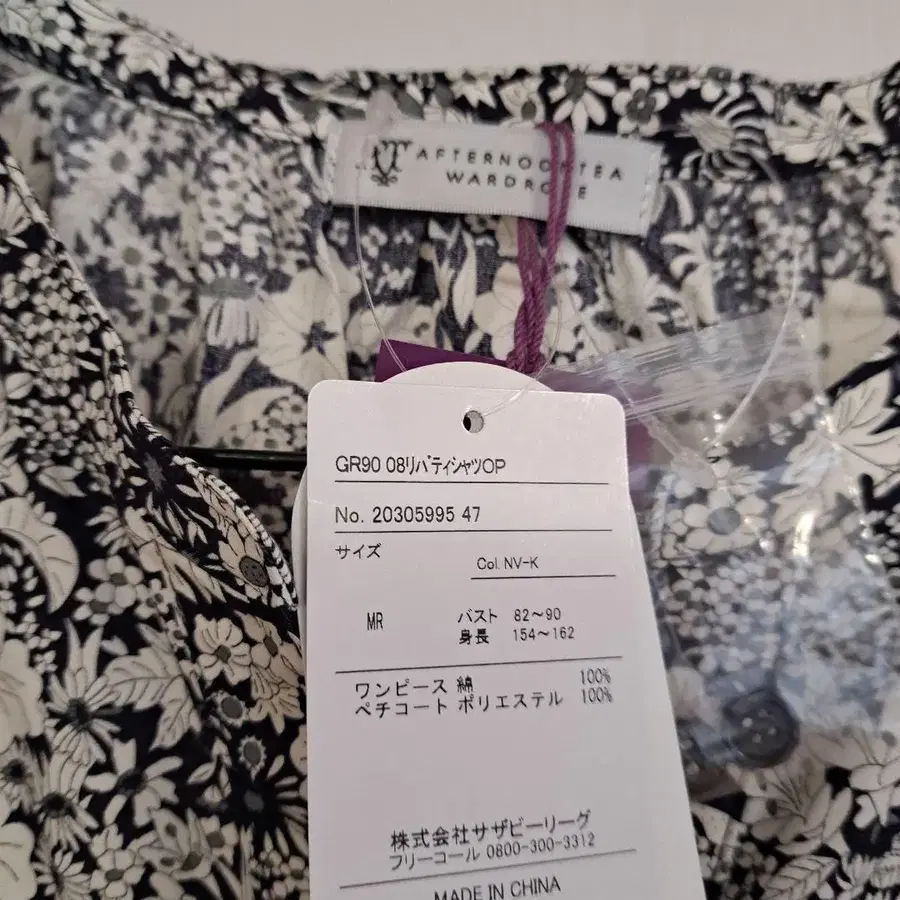 AFTERNOON TEA
WARDROBE
GR90 08リバティシャツOP
No. 20305995 47
サイズ
Col. NV-K
MR
バスト 82～90
身長 154～162
ワンピース 綿 100%
ペチコート ポリエステル 100%
株式会社サザビーリーグ
フリーコール 0800-300-3312
MADE IN CHINA